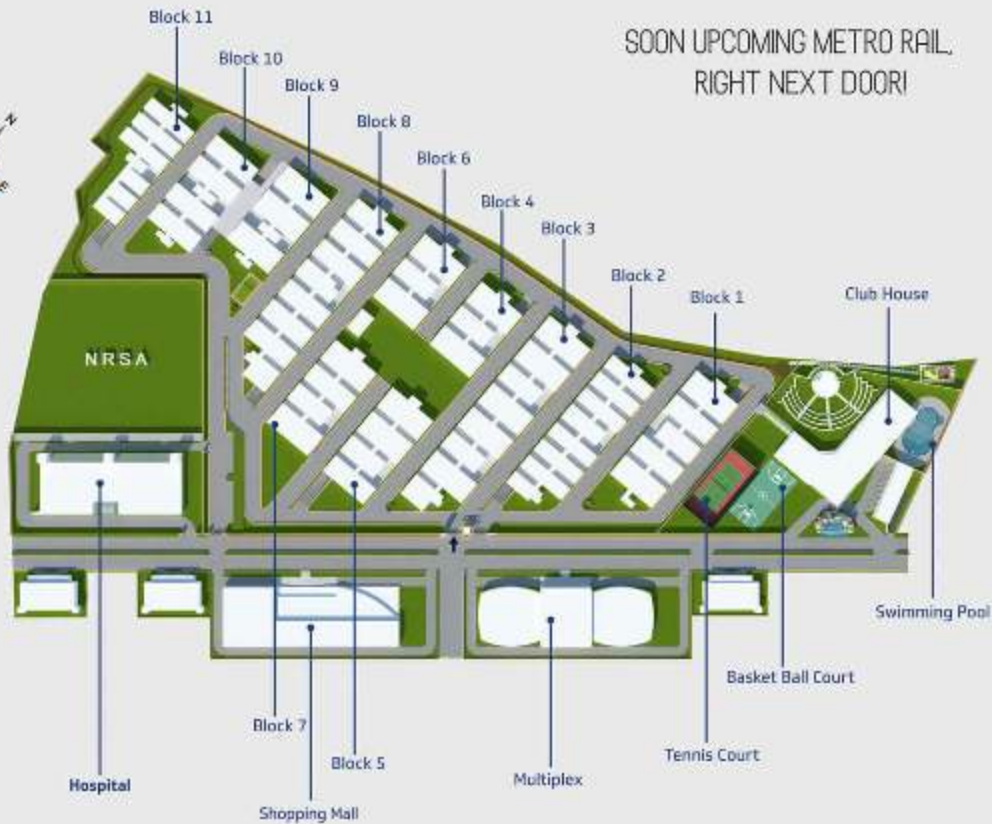 SOON UPCOMING METRO RAIL,
RIGHT NEXT DOOR!
Block 11
Block 10
Block 9
Block 8
Block 6
Block 4
Block 3
Block 2
Block 1
Club House
N
E
NRSA
Swimming Pool
Basket Ball Court
Tennis Court
Multiplex
Block 7
Block 5
Hospital
Shopping Mall